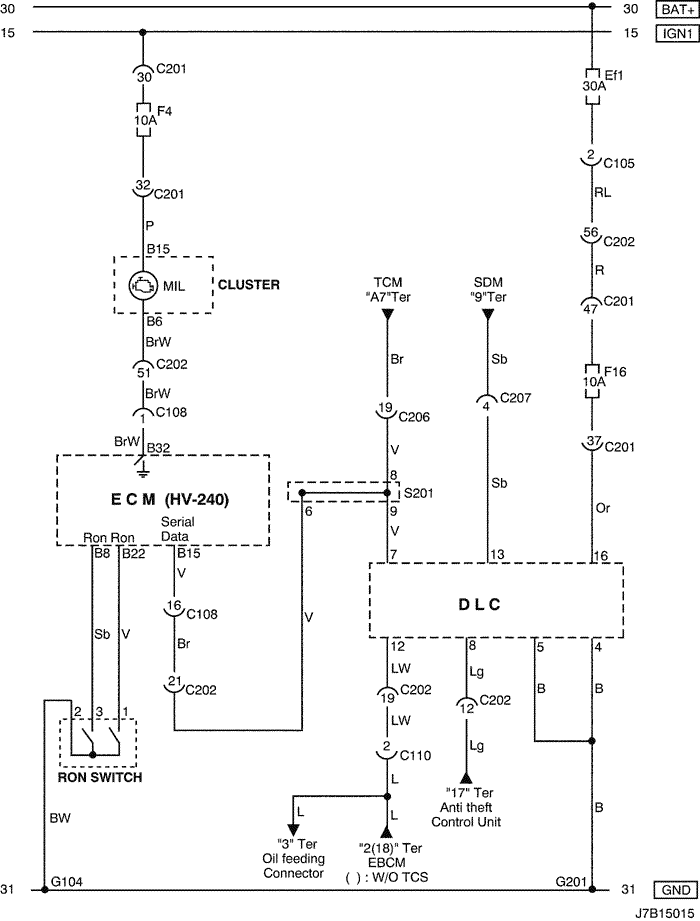 30
30
BAT+
15
15
IGN1
30
C201
F4
10A
32
C201
P
B15
MIL
CLUSTER
B6
BrW
51
C202
BrW
1
C108
BrW
B32
E C M (HV-240)
Serial
Data
Ron Ron
B8
B22
B15
V
16
C108
Sb
V
Br
21
C202
2
3
1
RON SWITCH
BW
Ef1
30A
2
C105
RL
56
C202
R
47
C201
F16
10A
37
C201
Or
TCM
"A7"Ter
SDM
"9"Ter
Br
Sb
19
C206
4
C207
V
8
S201
6
9
V
Sb
V
7
13
16
D L C
12
8
5
4
LW
Lg
B
B
19
C202
12
C202
LW
Lg
2
C110
L
L
L
"17" Ter
Anti theft
Control Unit
B
"3" Ter
Oil feeding
Connector
"2(18)" Ter
EBCM
( ) : W/O TCS
31
G104
G201
31
GND
J7B15015